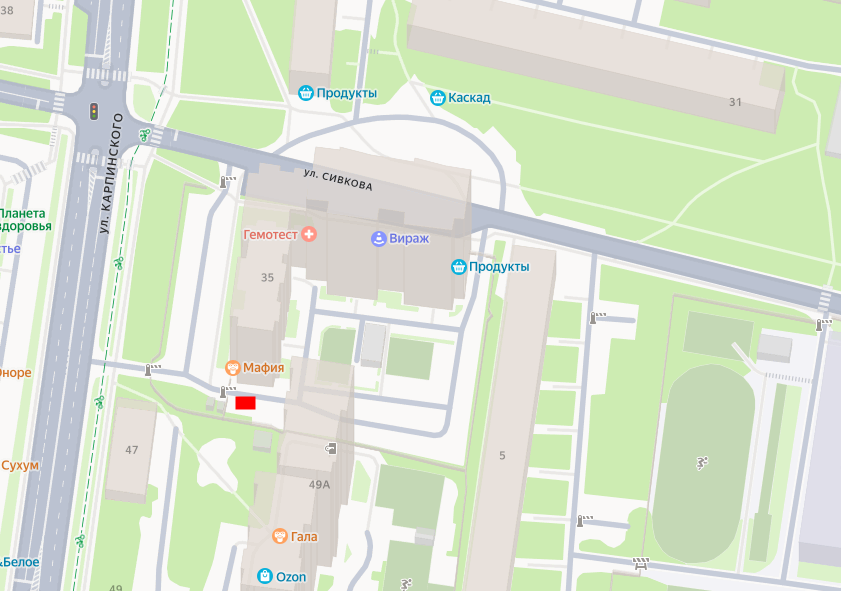 38
Продукты
Каскад
31
ул. КАРПИНСКОГО
ул. СИВКОВА
Планета
здоровья
Гемотест
Вираж
Продукты
35
Мафия
Сухум
47
5
49А
Гала
Белое
Ozon
49